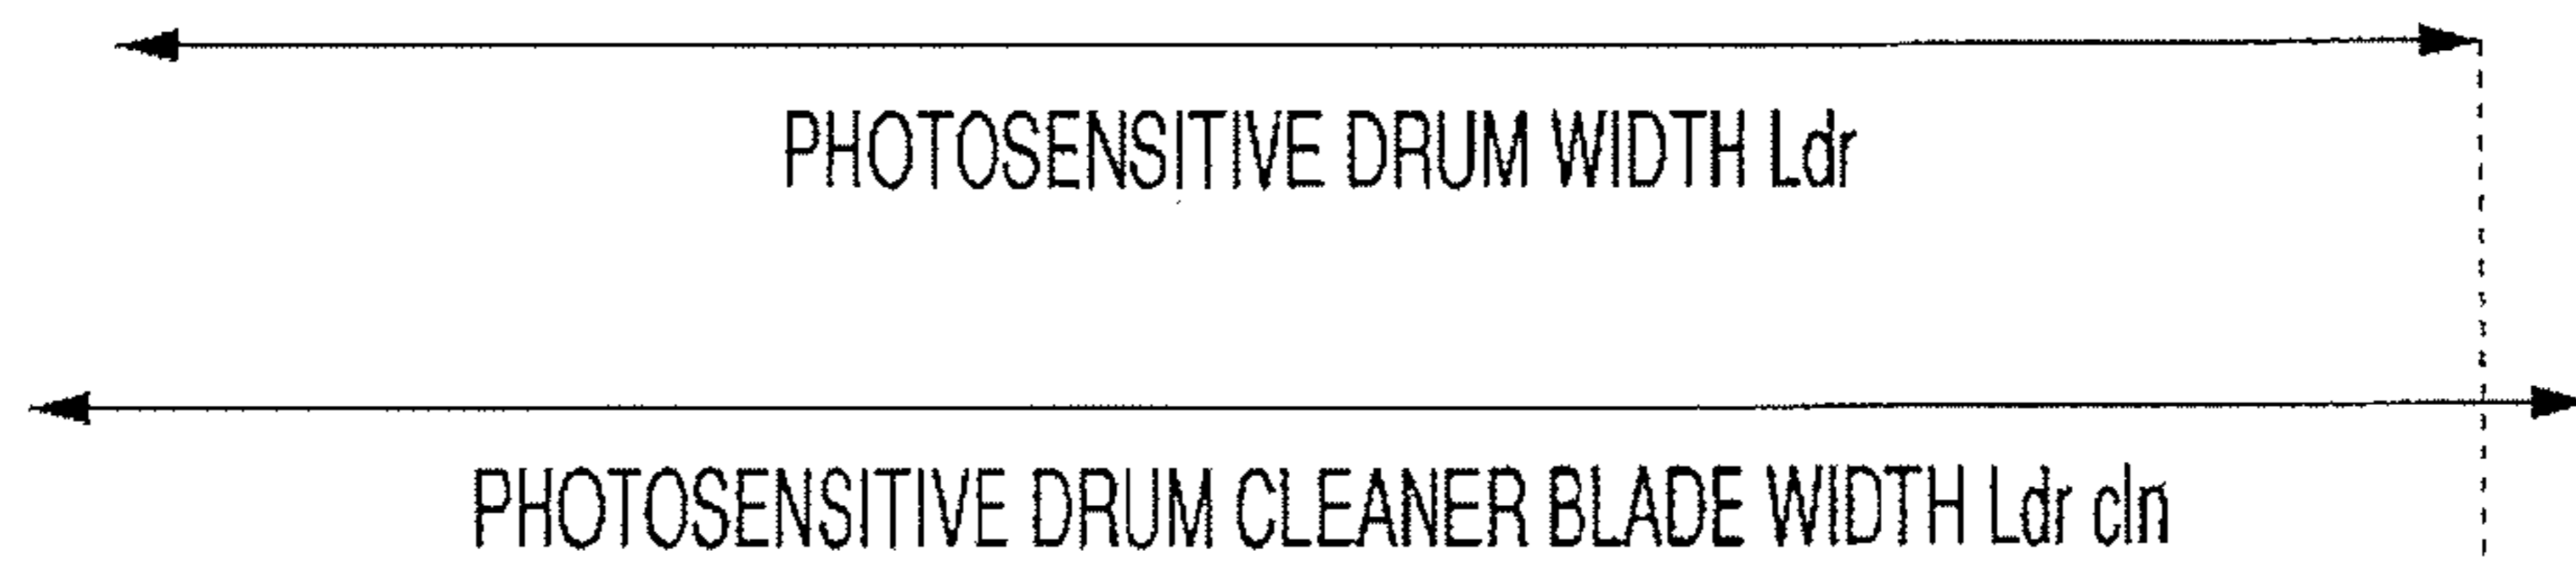 PHOTOSENSITIVE DRUM WIDTH Ldr
PHOTOSENSITIVE DRUM CLEANER BLADE WIDTH Ldr cln